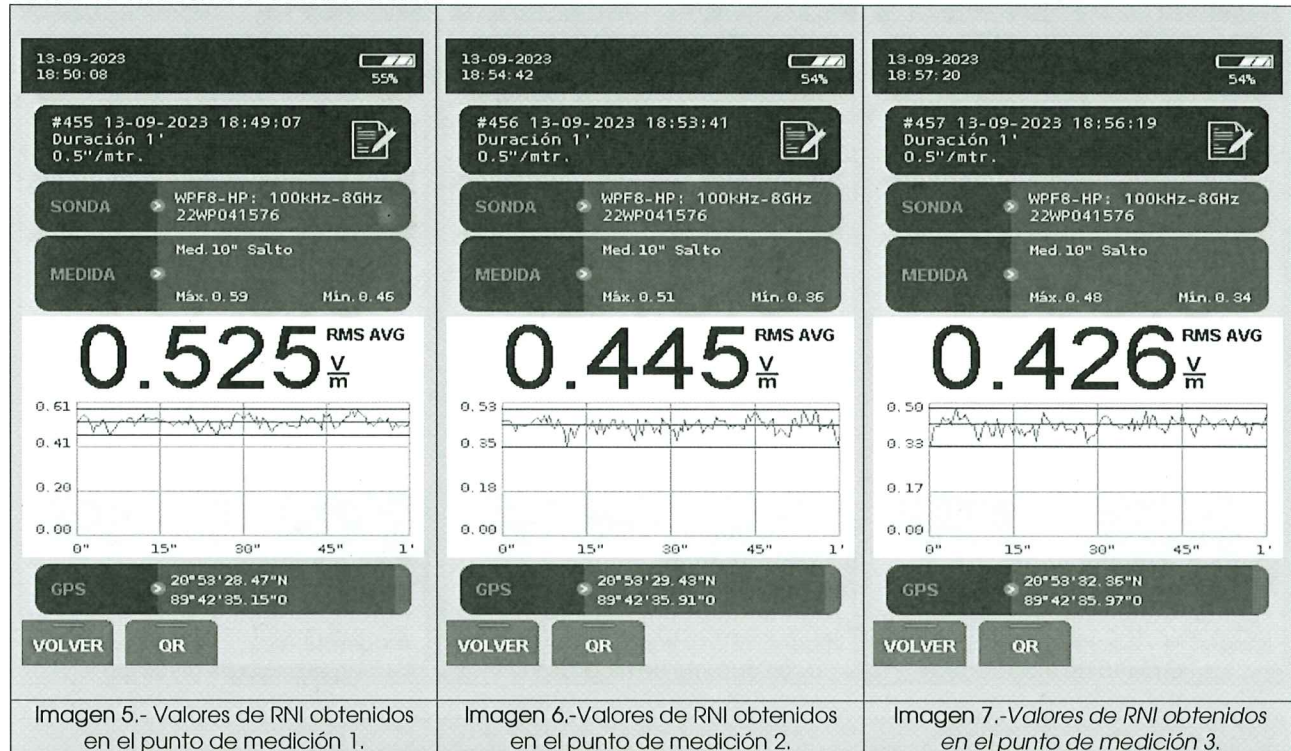 13-09-2023
18:50:08
55%
#455 13-09-2023 18:49:07
Duración 1'
0.5"/mtr.
SONDA
WPF8-HP: 100kHz-8GHz
22WP041576
MEDIDA
Med.10" Salto
Máx.0.59 Mín.0.46
0.525 RMS AVG V/m
0.61
0.41
0.20
0.00
0" 15" 30" 45" 1'
GPS
20°53'28.47"N
89°42'35.15"O
VOLVER QR
Imagen 5.- Valores de RNI obtenidos
en el punto de medición 1.
13-09-2023
18:54:42
54%
#456 13-09-2023 18:53:41
Duración 1'
0.5"/mtr.
SONDA
WPF8-HP: 100kHz-8GHz
22WP041576
MEDIDA
Med.10" Salto
Máx.0.51 Mín.0.36
0.445 RMS AVG V/m
0.53
0.35
0.18
0.00
0" 15" 30" 45" 1'
GPS
20°53'29.43"N
89°42'35.91"O
VOLVER QR
Imagen 6.-Valores de RNI obtenidos
en el punto de medición 2.
13-09-2023
18:57:20
54%
#457 13-09-2023 18:56:19
Duración 1'
0.5"/mtr.
SONDA
WPF8-HP: 100kHz-8GHz
22WP041576
MEDIDA
Med.10" Salto
Máx.0.48 Mín.0.34
0.426 RMS AVG V/m
0.50
0.33
0.17
0.00
0" 15" 30" 45" 1'
GPS
20°53'32.36"N
89°42'35.97"O
VOLVER QR
Imagen 7.-Valores de RNI obtenidos
en el punto de medición 3.